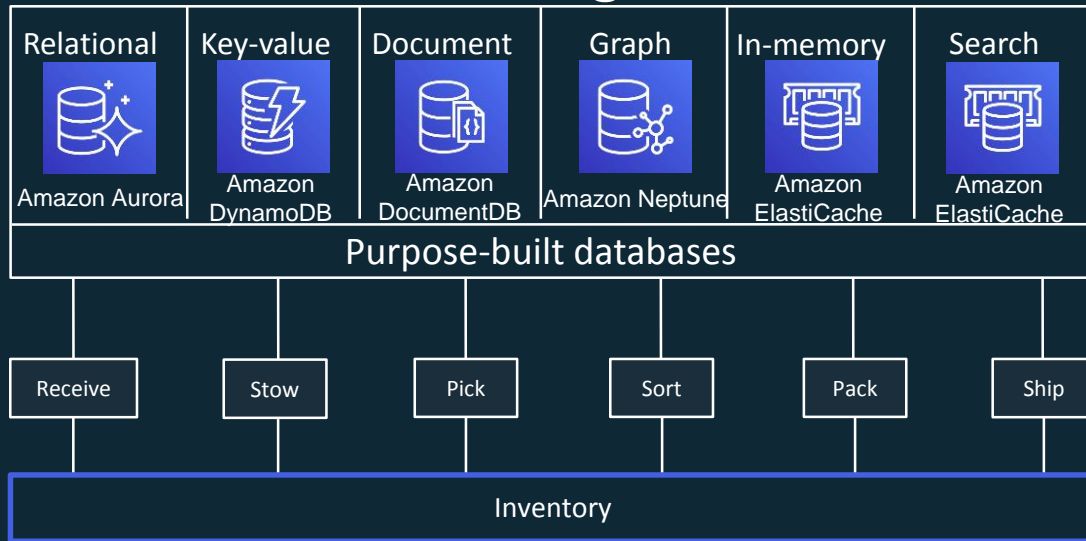 Relational
Key-value
Document
Graph
In-memory
Search
{}
Amazon Aurora
Amazon
DynamoDB
Amazon
DocumentDB
Amazon Neptune
Amazon
ElastiCache
Amazon
ElastiCache
Purpose-built databases
Receive
Stow
Pick
Sort
Pack
Ship
Inventory